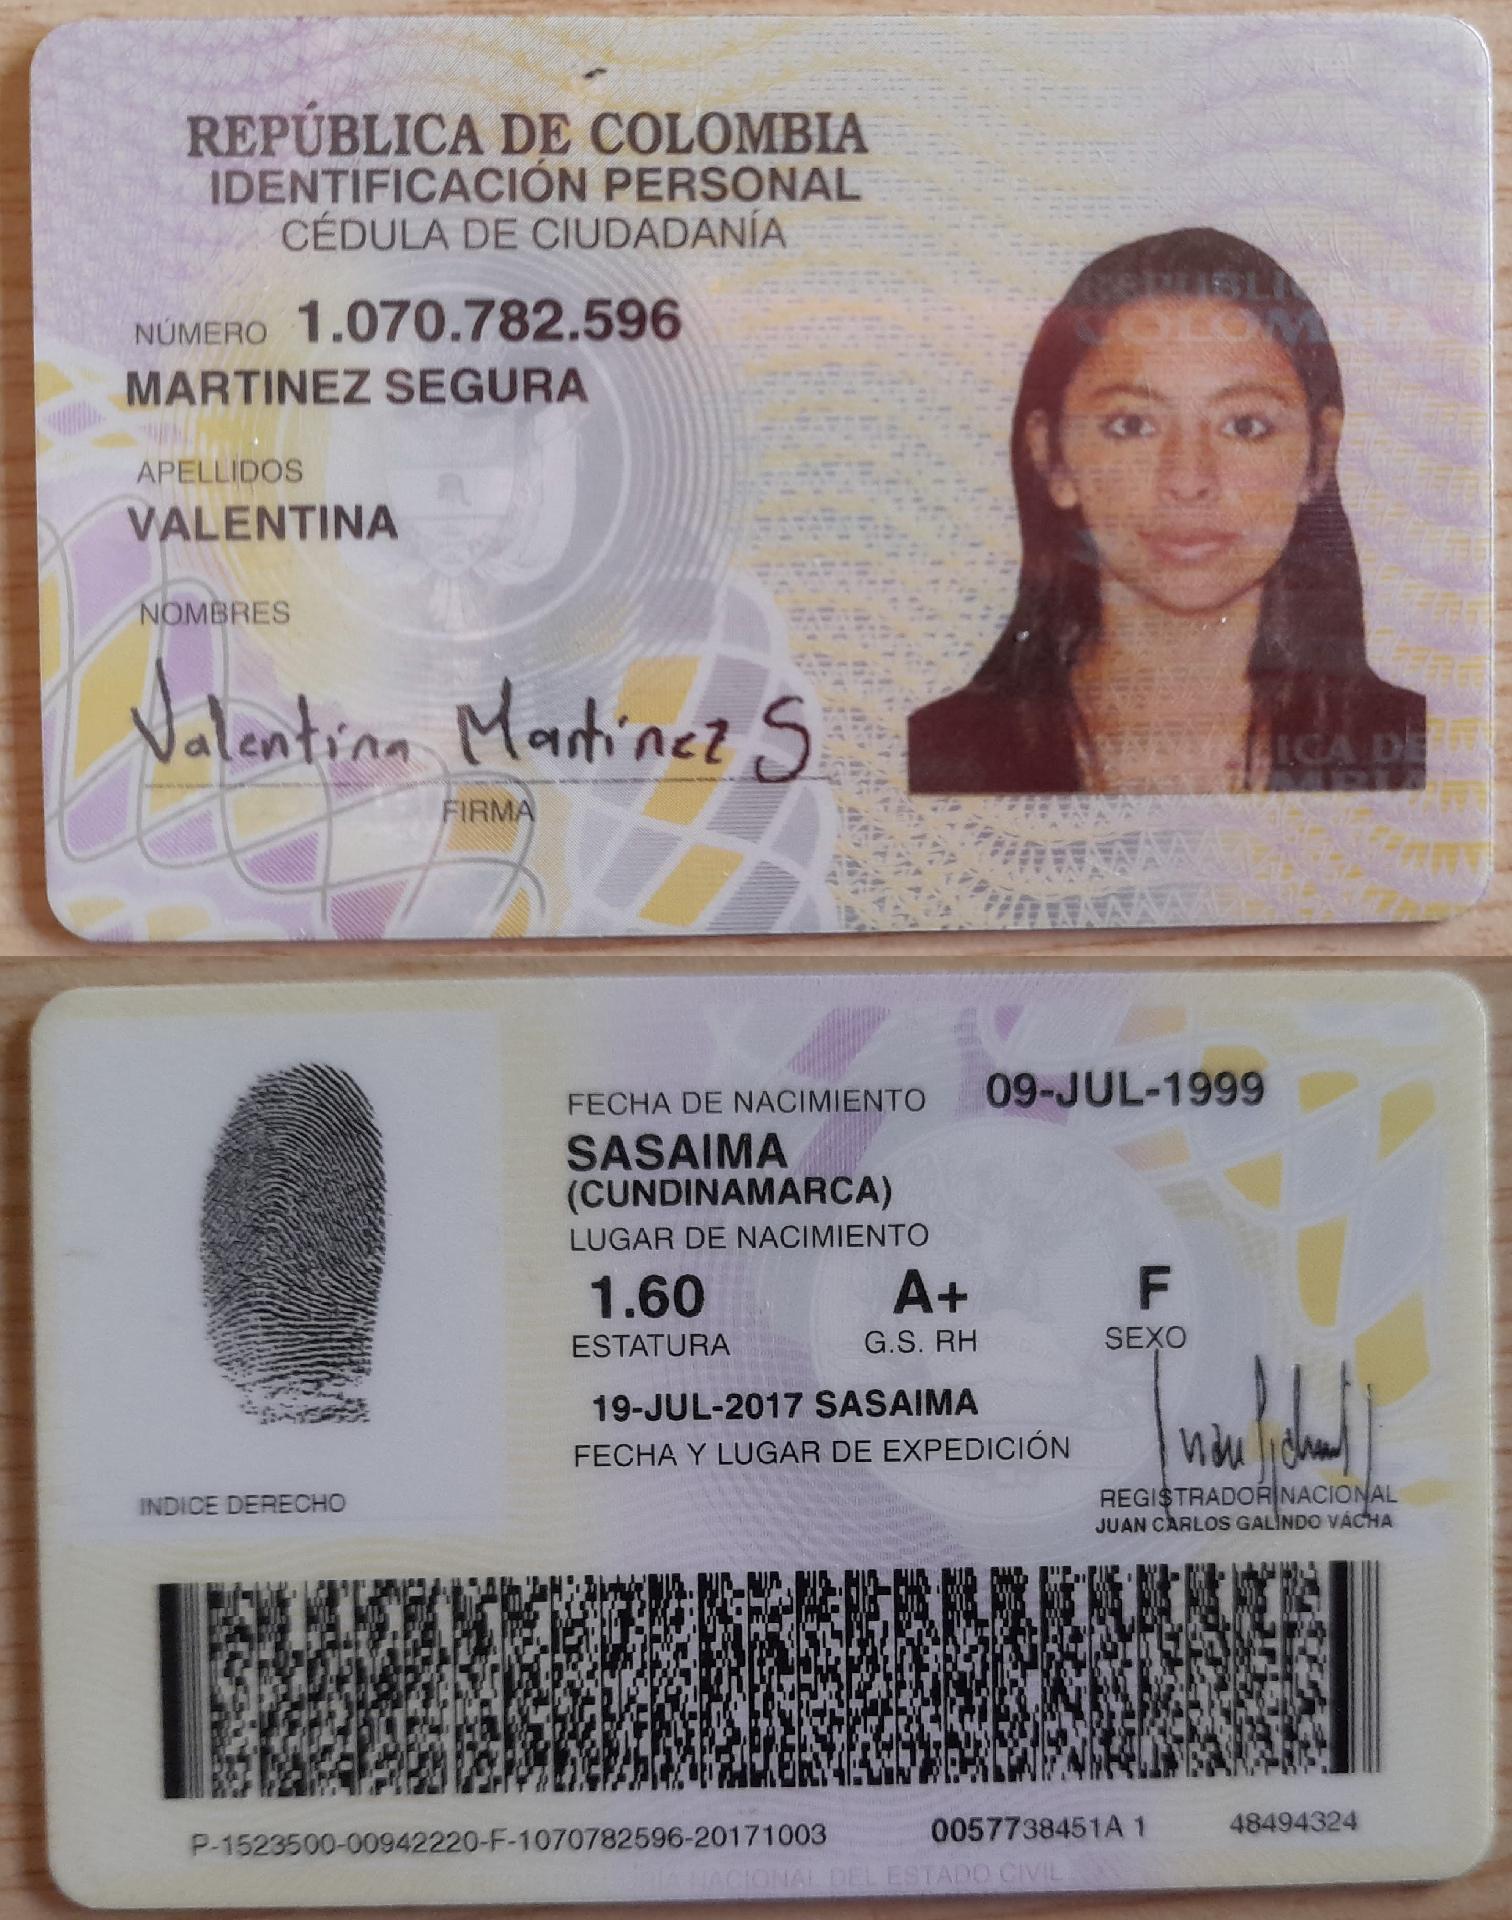 REPÚBLICA DE COLOMBIA
IDENTIFICACIÓN PERSONAL
CÉDULA DE CIUDADANÍA
NÚMERO 1.070.782.596
MARTINEZ SEGURA
APELLIDOS
VALENTINA
NOMBRES
Valentina Martinez S
FIRMA
FECHA DE NACIMIENTO 09-JUL-1999
SASAIMA
(CUNDINAMARCA)
LUGAR DE NACIMIENTO
1.60 A+ F
ESTATURA G.S. RH SEXO
19-JUL-2017 SASAIMA
FECHA Y LUGAR DE EXPEDICIÓN
INDICE DERECHO
REGISTRADOR NACIONAL
JUAN CARLOS GALINDO VÁCHA
P-1523500-00942220-F-1070782596-20171003 0057738451A 1 48494324
NACIONAL DEL ESTADO CIVIL